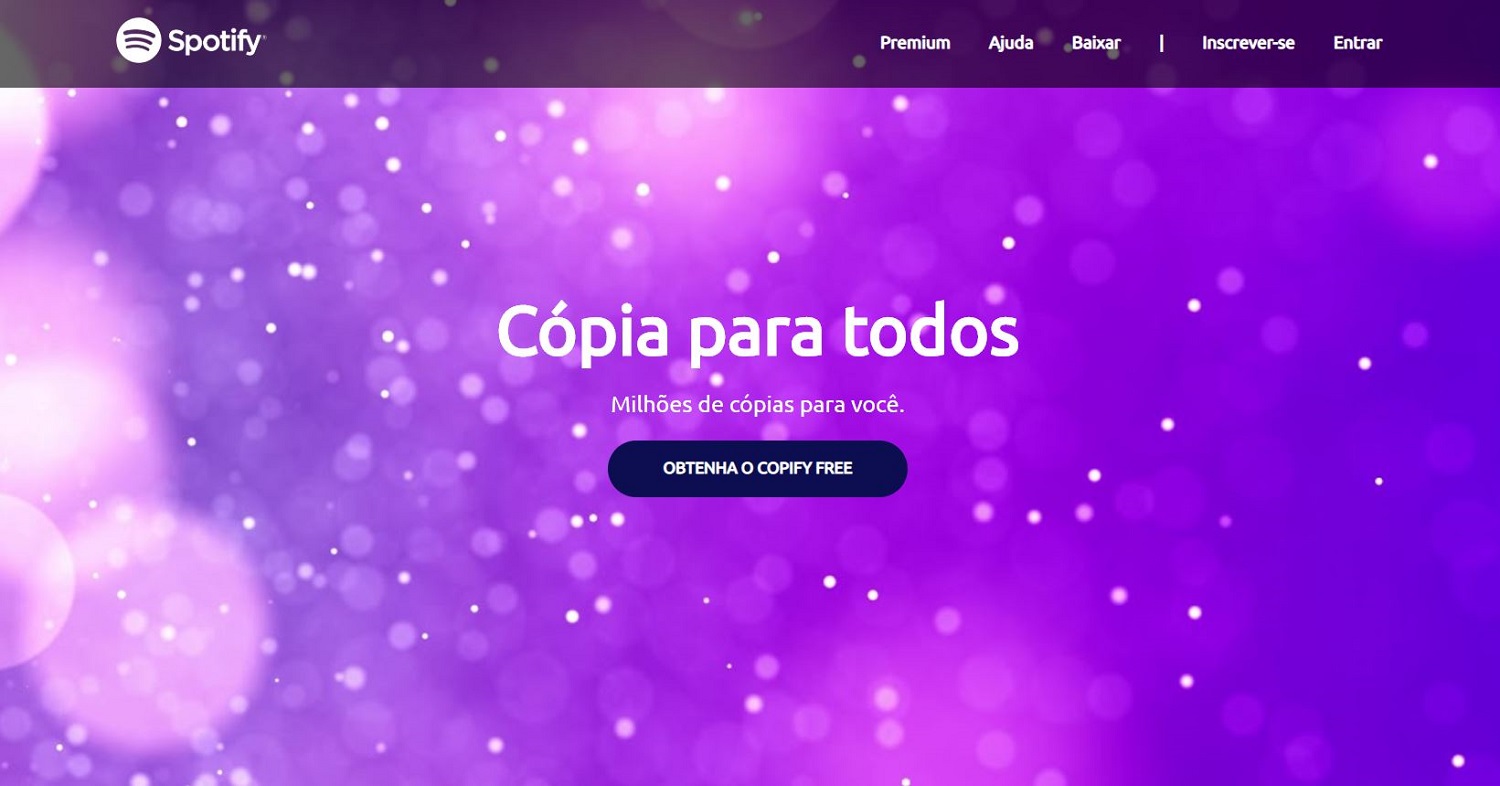 Spotify
Premium Ajuda Baixar | Inscrever-se Entrar
Cópia para todos
Milhões de cópias para você.
OBTENHA O COPIFY FREE